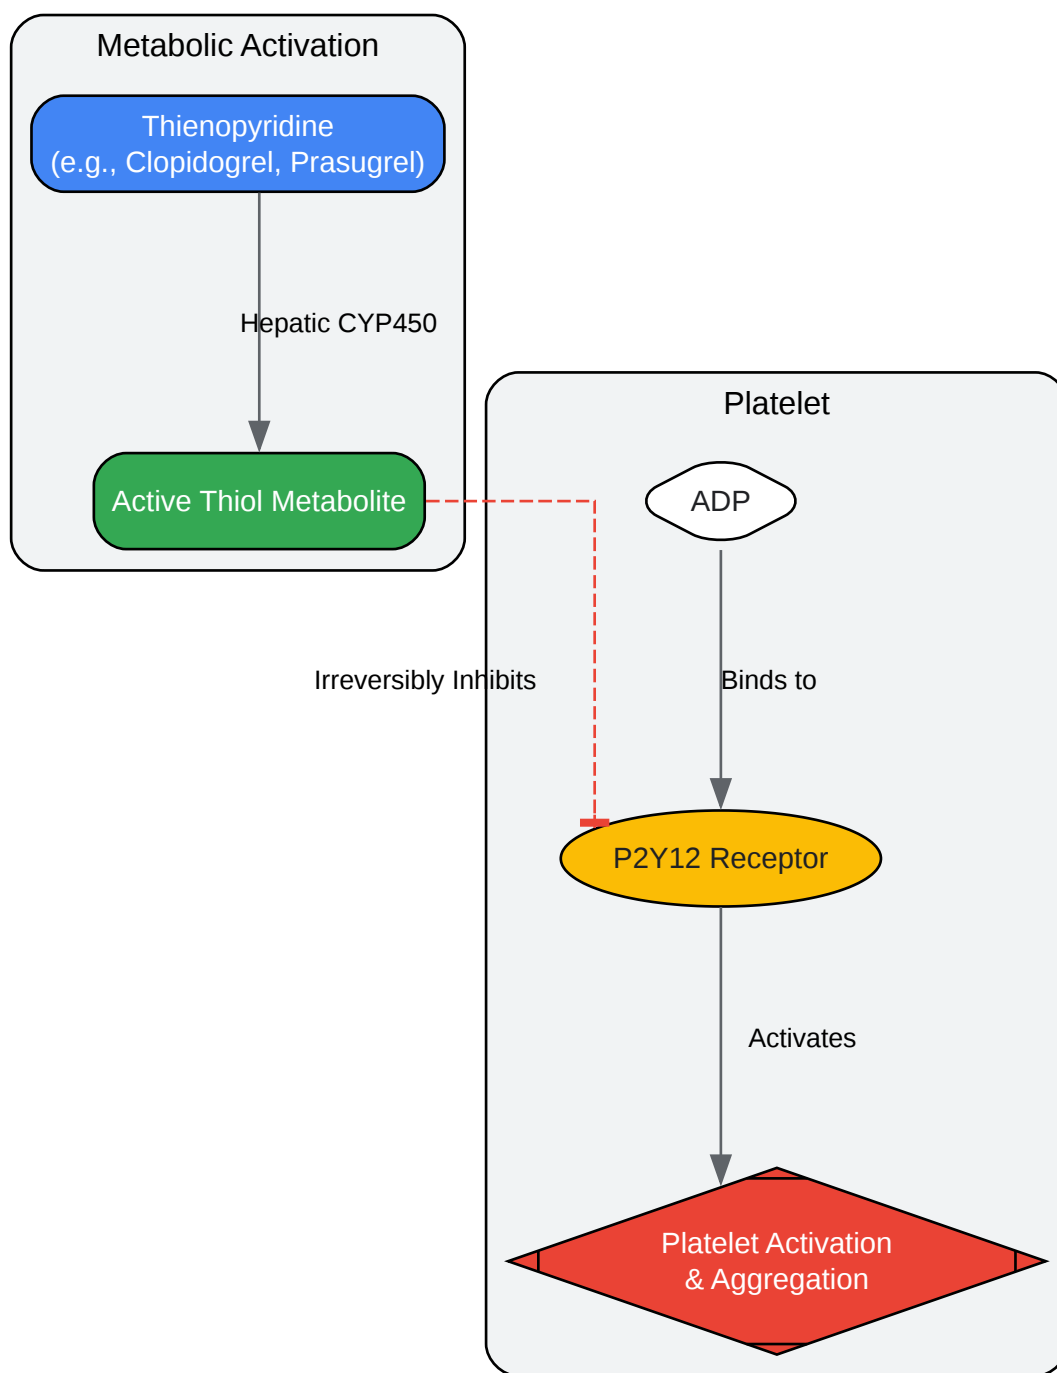 Metabolic Activation
Thienopyridine
(e.g., Clopidogrel, Prasugrel)
Hepatic CYP450
Active Thiol Metabolite
Irreversibly Inhibits
Platelet
ADP
Binds to
P2Y12 Receptor
Activates
Platelet Activation
& Aggregation